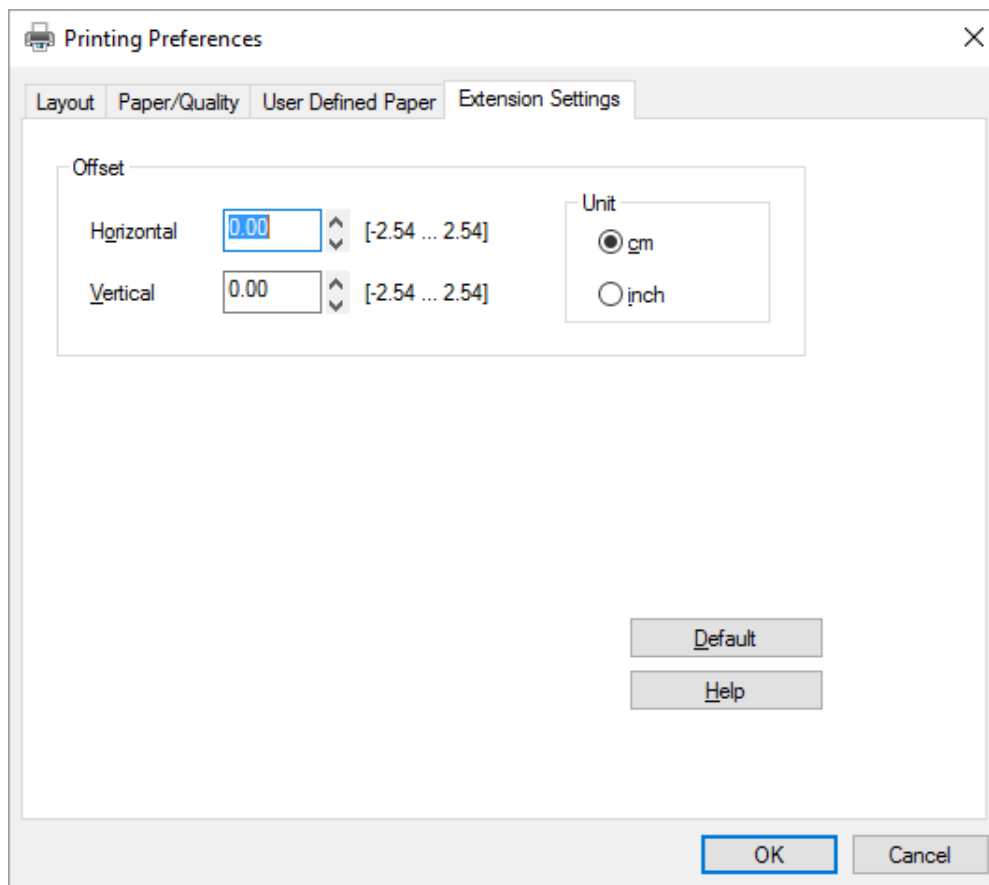 Printing Preferences
Layout Paper/Quality User Defined Paper Extension Settings
Offset
Unit
Horizontal 0.00 [-2.54 ... 2.54]
cm
Vertical 0.00 [-2.54 ... 2.54]
inch
Default
Help
OK Cancel